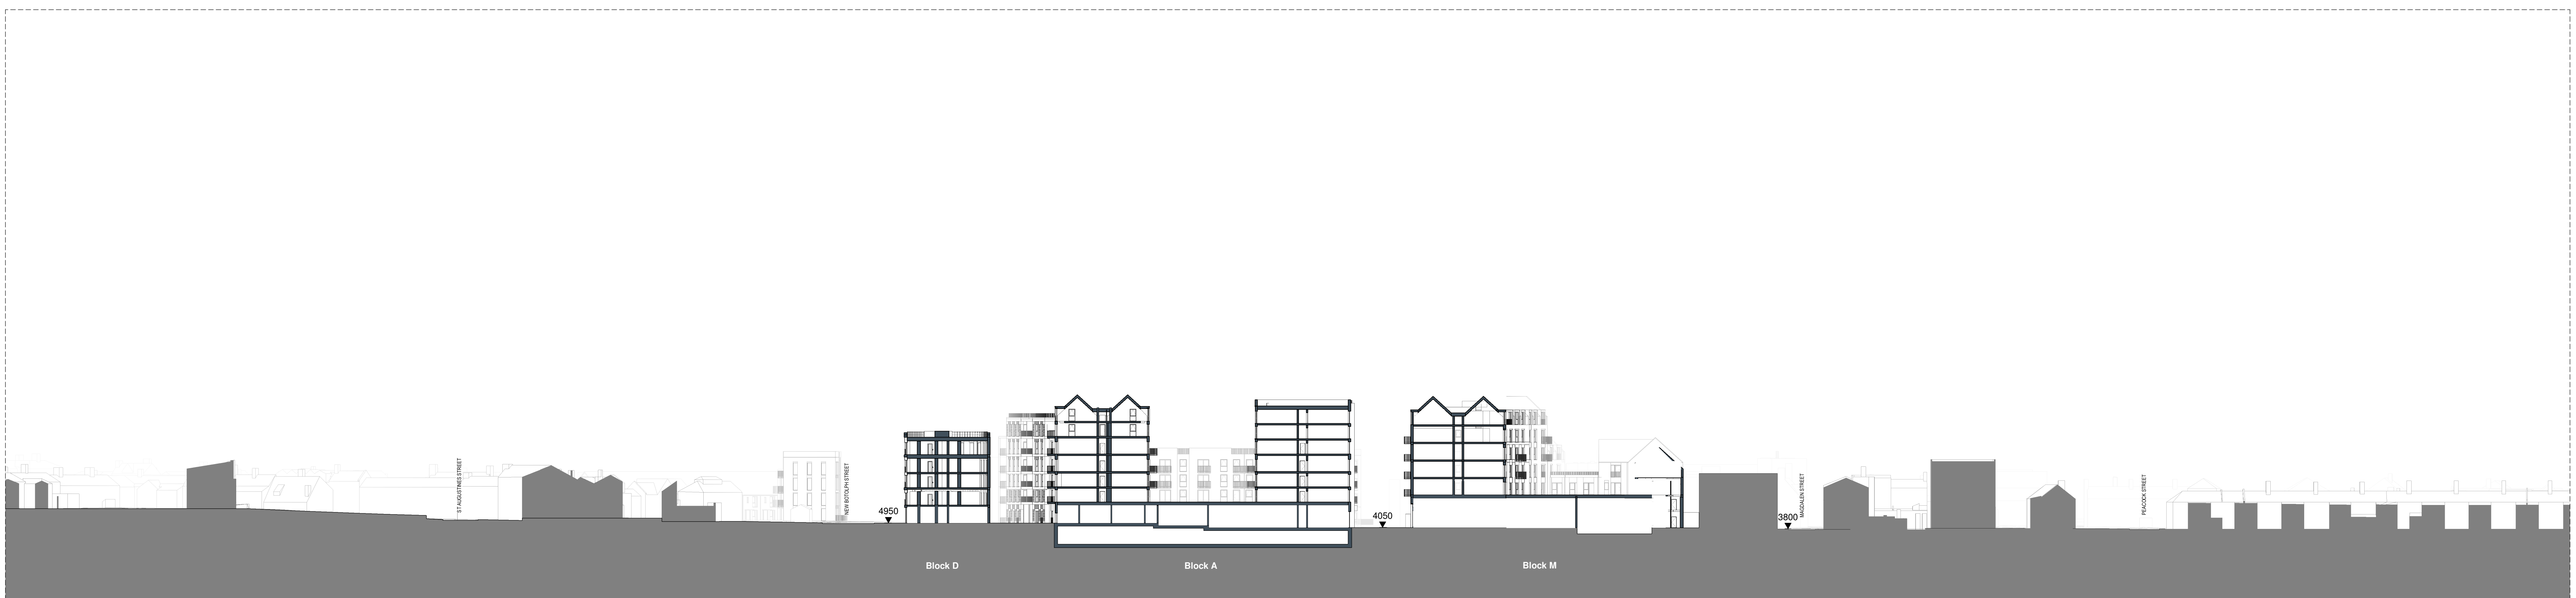 ST AUGUSTINES STREET
NEW BOTOLPH STREET
4950
4050
3800
MAGDALEN STREET
PEACOCK STREET
Block D
Block A
Block M